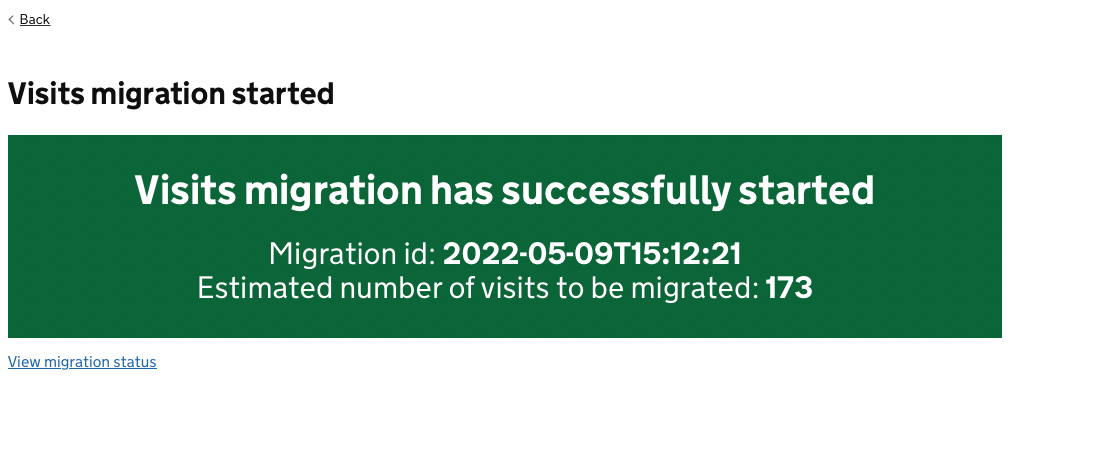 Back
Visits migration started
Visits migration has successfully started
Migration id: 2022-05-09T15:12:21
Estimated number of visits to be migrated: 173
View migration status